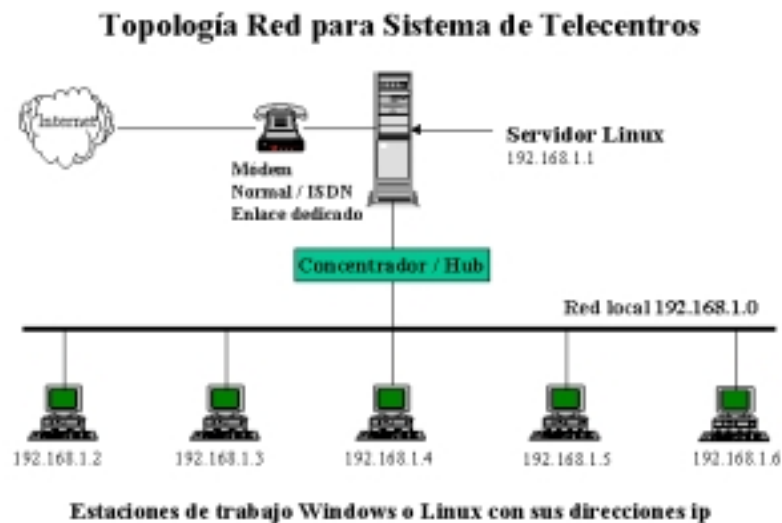 Topología Red para Sistema de Telecentros
Internet
Servidor Linux
192.168.1.1
Módem
Normal / ISDN
Enlace dedicado
Concentrador / Hub
Red local 192.168.1.0
192.168.1.2
192.168.1.3
192.168.1.4
192.168.1.5
192.168.1.6
Estaciones de trabajo Windows o Linux con sus direcciones ip